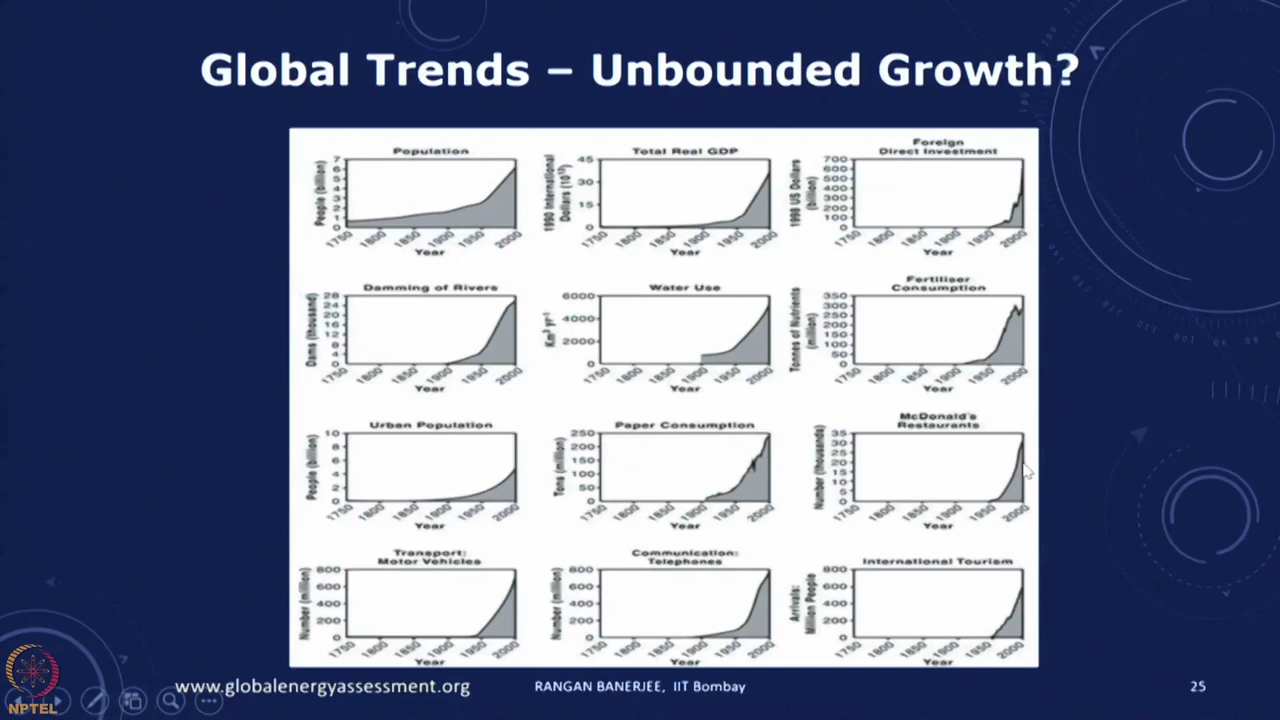 Global Trends – Unbounded Growth?
Population
People (billion)
7
6
5
4
3
2
1
0
1750 1800 1850 1900 1950 2000
Year
Total Real GDP
1990 International
Dollars (10¹²)
45
30
15
0
1750 1800 1850 1900 1950 2000
Year
Foreign
Direct Investment
1998 US Dollars
(billion)
700
600
500
400
300
200
100
0
1750 1800 1850 1900 1950 2000
Year
Damming of Rivers
Dams (thousand)
28
24
20
16
12
8
4
0
1750 1800 1850 1900 1950 2000
Year
Water Use
Km³ yr⁻¹
6000
4000
2000
0
1750 1800 1850 1900 1950 2000
Year
Fertiliser
Consumption
Tonnes of Nutrients
(million)
350
300
250
200
150
100
50
0
1750 1800 1850 1900 1950 2000
Year
Urban Population
People (billion)
10
8
6
4
2
0
1750 1800 1850 1900 1950 2000
Year
Paper Consumption
Tons (million)
250
200
150
100
50
0
1750 1800 1850 1900 1950 2000
Year
McDonald's
Restaurants
Number (thousands)
35
30
25
20
15
10
5
0
1750 1800 1850 1900 1950 2000
Year
Transport:
Motor Vehicles
Number (million)
800
600
400
200
0
1750 1800 1850 1900 1950 2000
Year
Communication:
Telephones
Number (million)
800
600
400
200
0
1750 1800 1850 1900 1950 2000
Year
International Tourism
Arrivals:
Million People
800
600
400
200
0
1750 1800 1850 1900 1950 2000
Year
www.globalenergyassessment.org
RANGAN BANERJEE, IIT Bombay
25
NPTEL